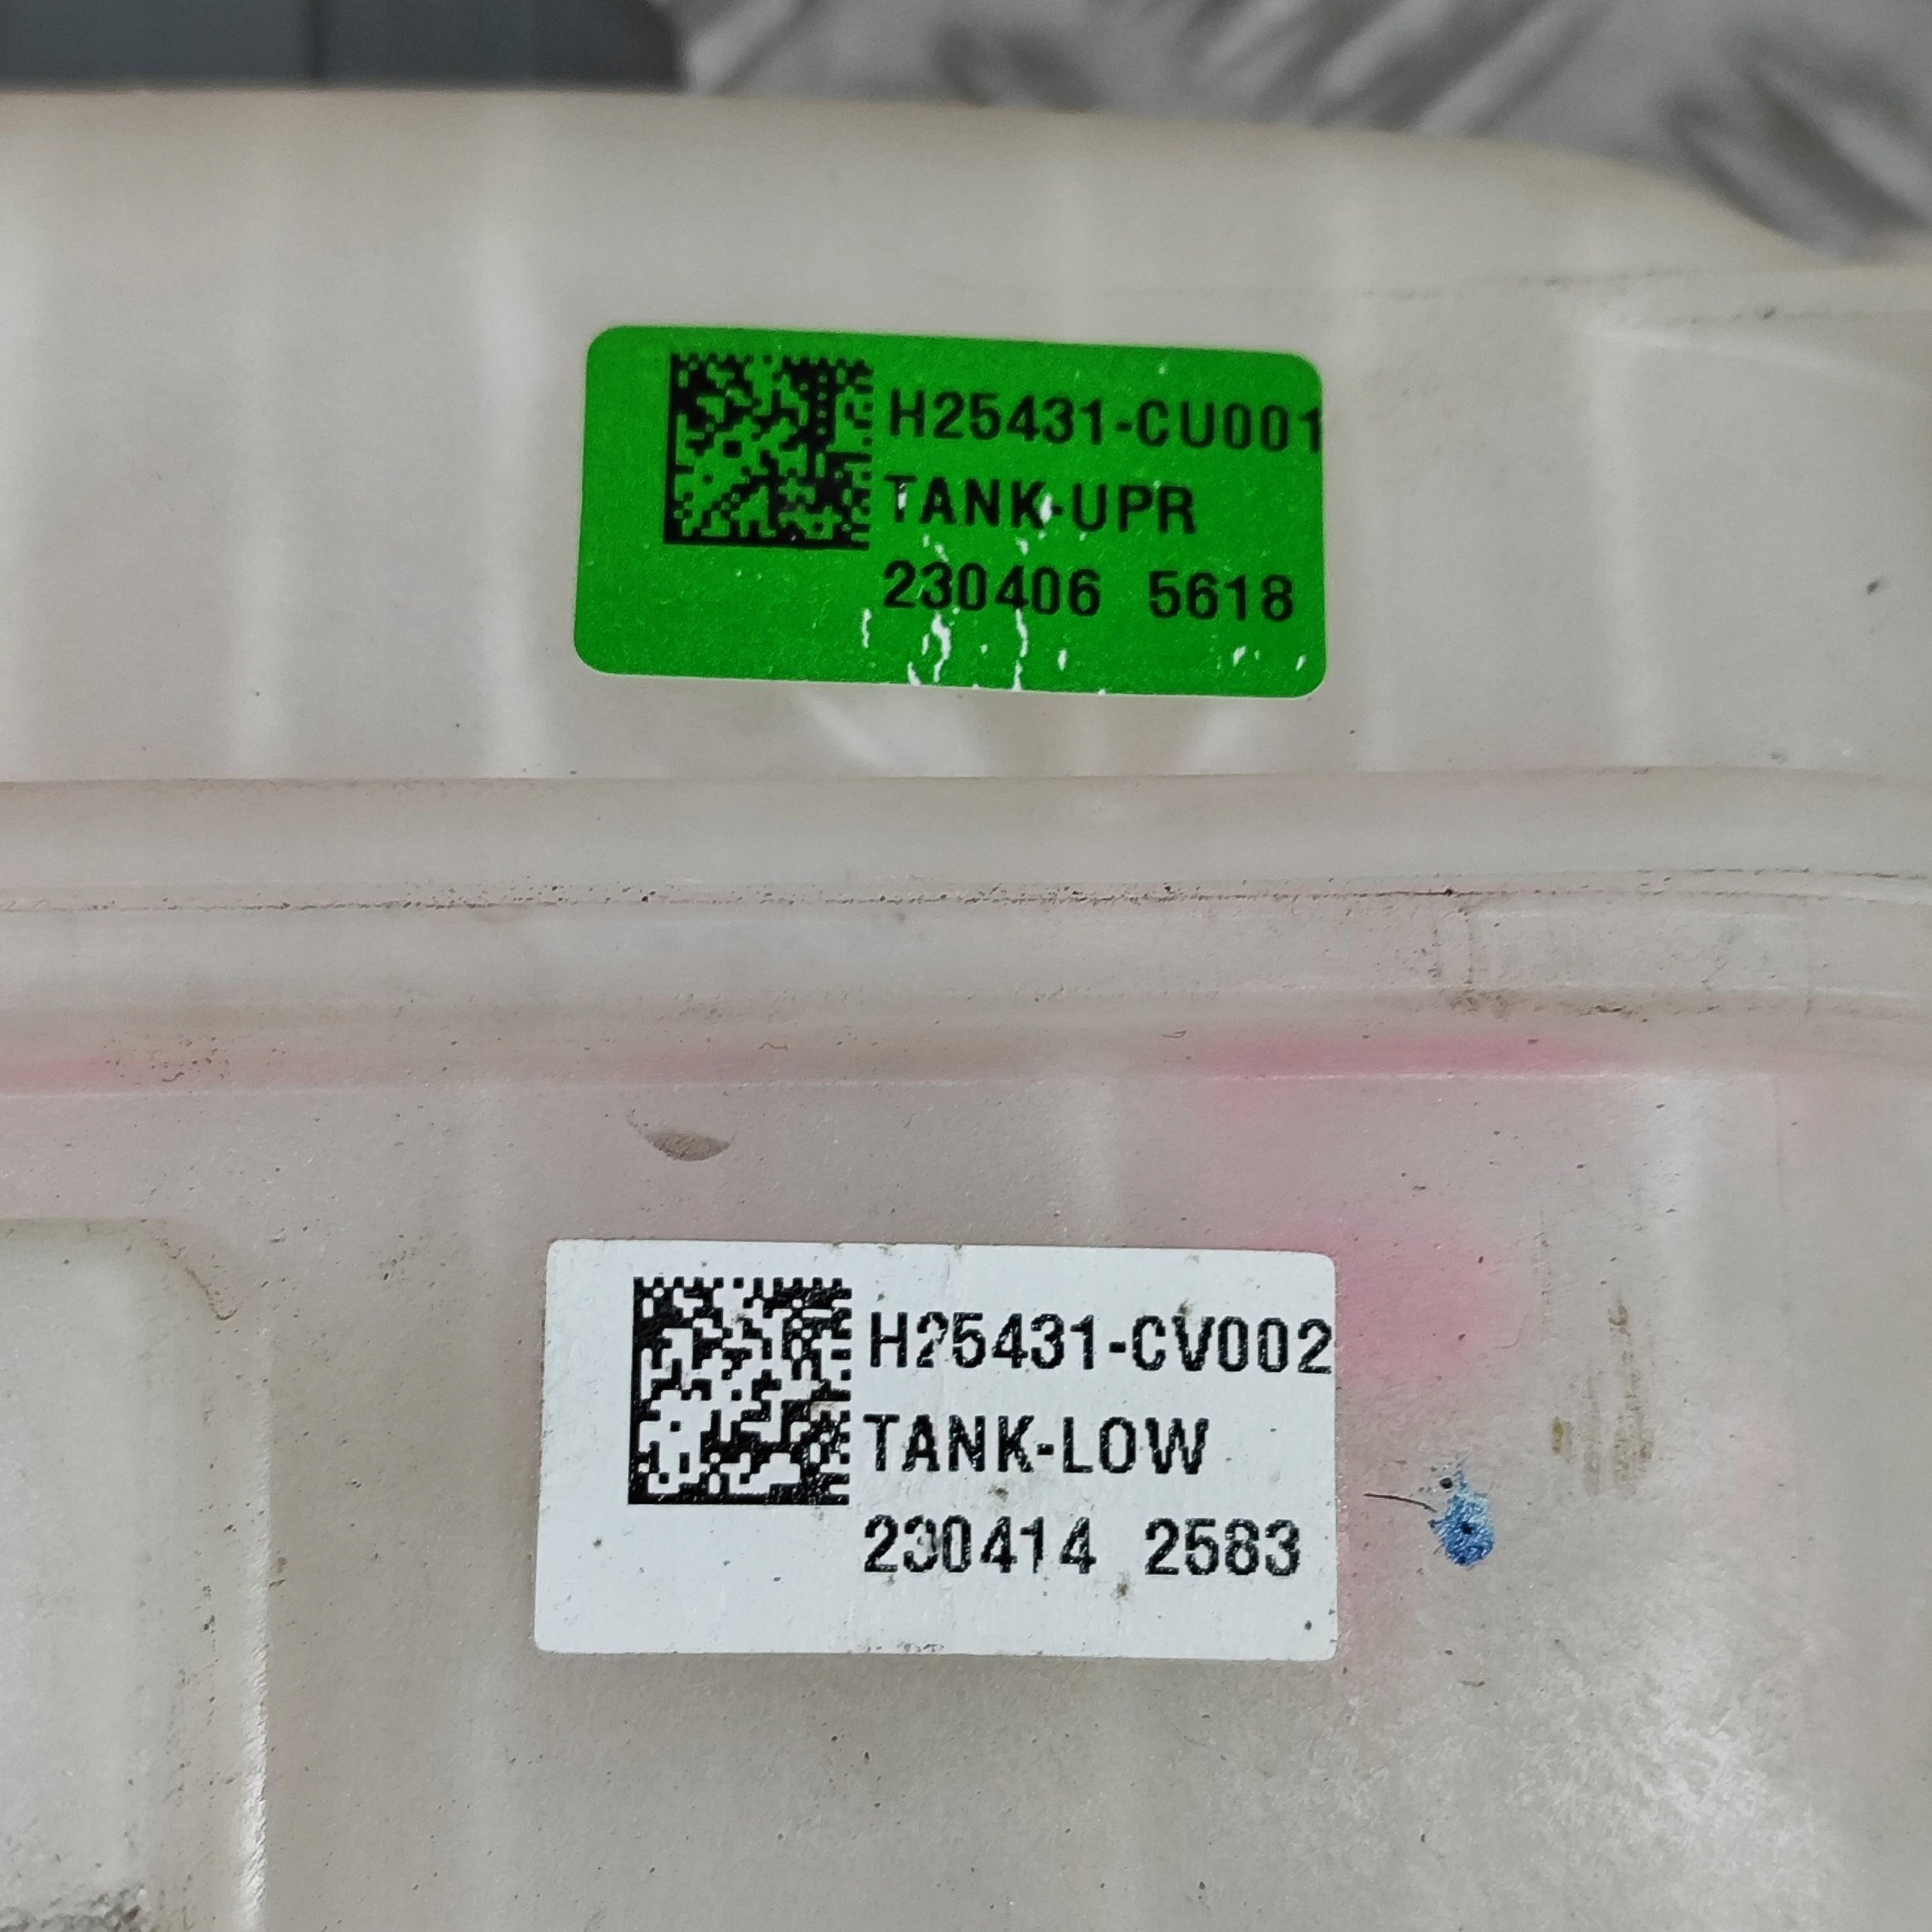 H25431-CU001
TANK-UPR
230406 5618
H25431-CV002
TANK-LOW
230414 2583